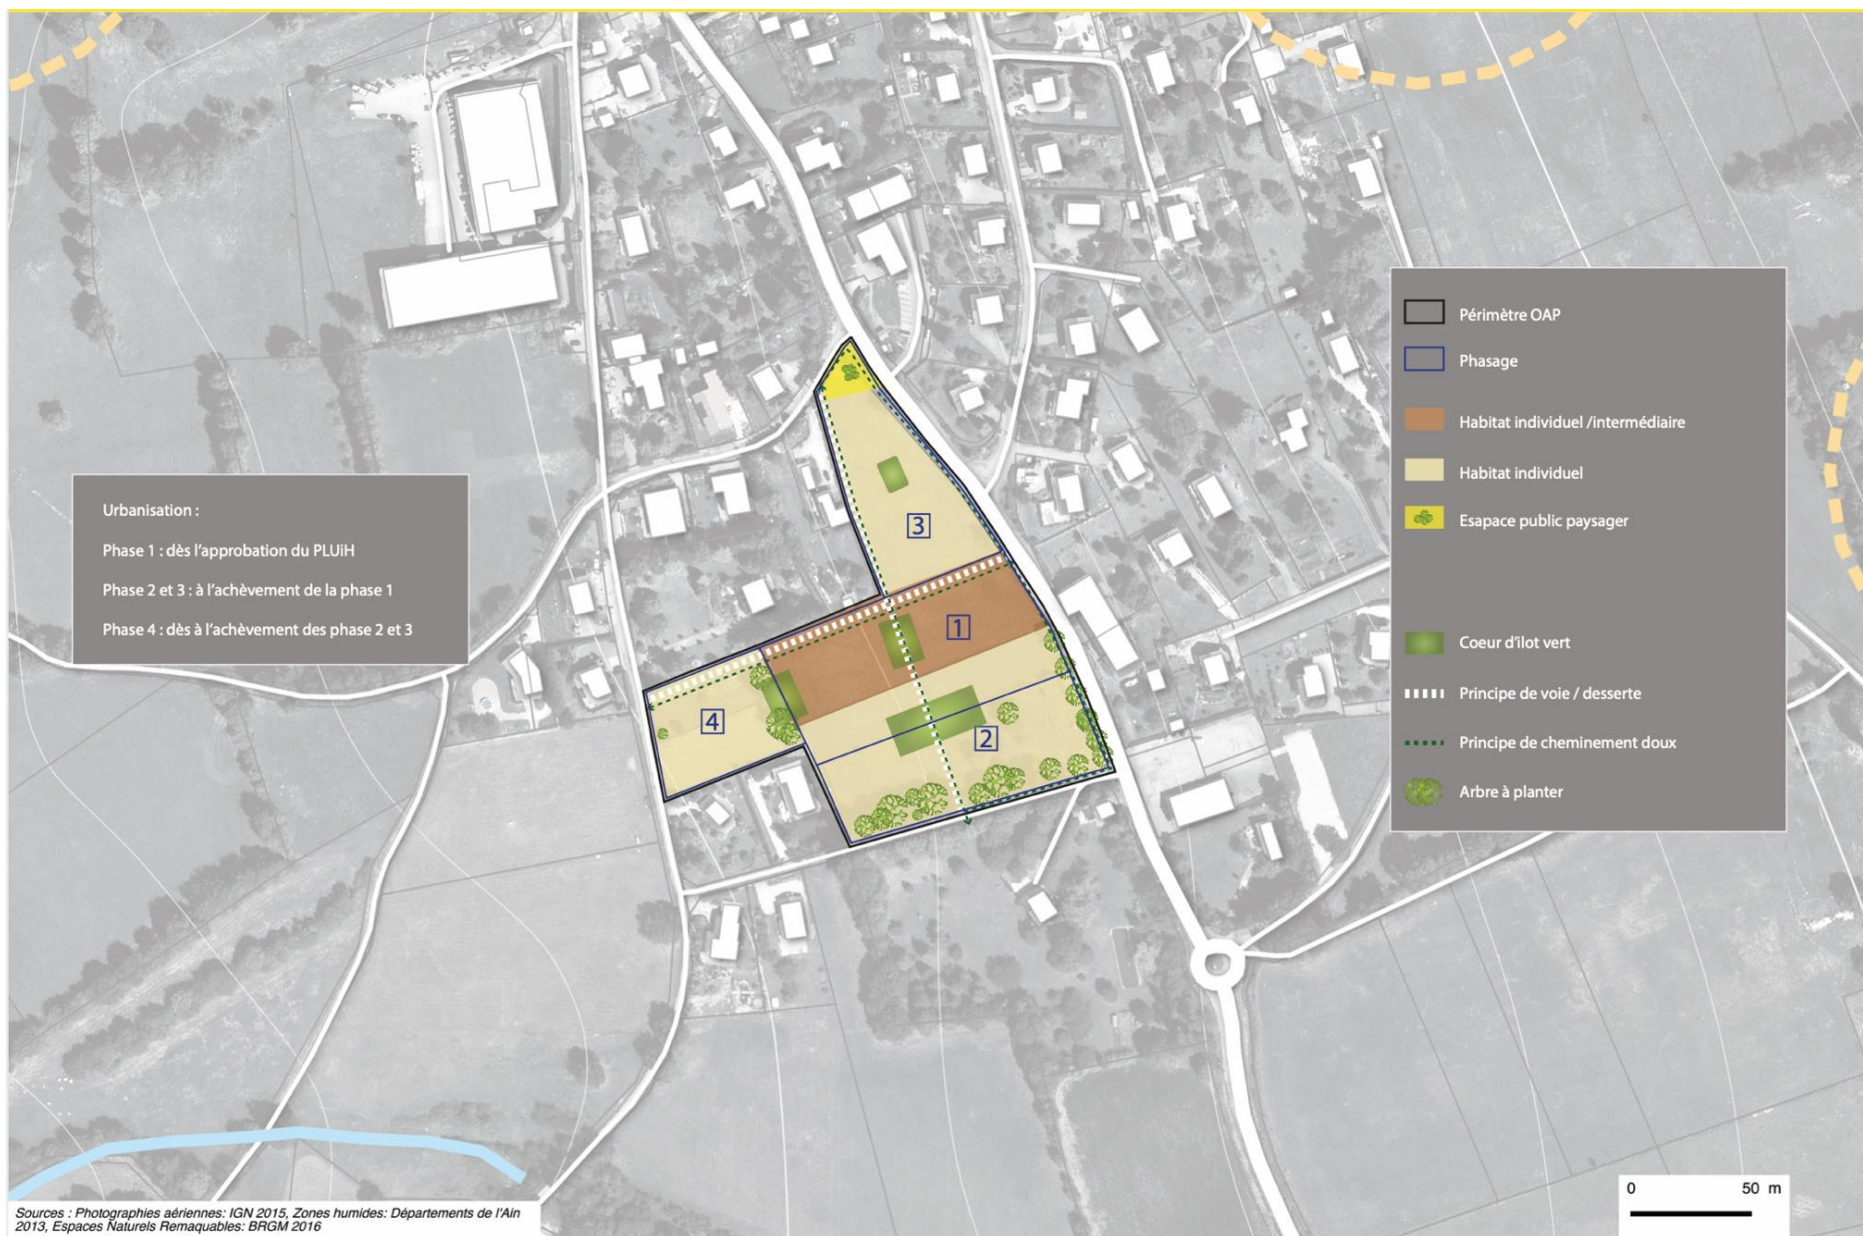 Périmètre OAP
Phasage
Habitat individuel /intermédiaire
Habitat individuel
Esapace public paysager
Coeur d'ilot vert
Principe de voie / desserte
Principe de cheminement doux
Arbre à planter
Urbanisation :
Phase 1 : dès l'approbation du PLUiH
Phase 2 et 3 : à l'achèvement de la phase 1
Phase 4 : dès à l'achèvement des phase 2 et 3
3
1
4
2
0 50 m
Sources : Photographies aériennes: IGN 2015, Zones humides: Départements de l'Ain
2013, Espaces Naturels Remaquables: BRGM 2016